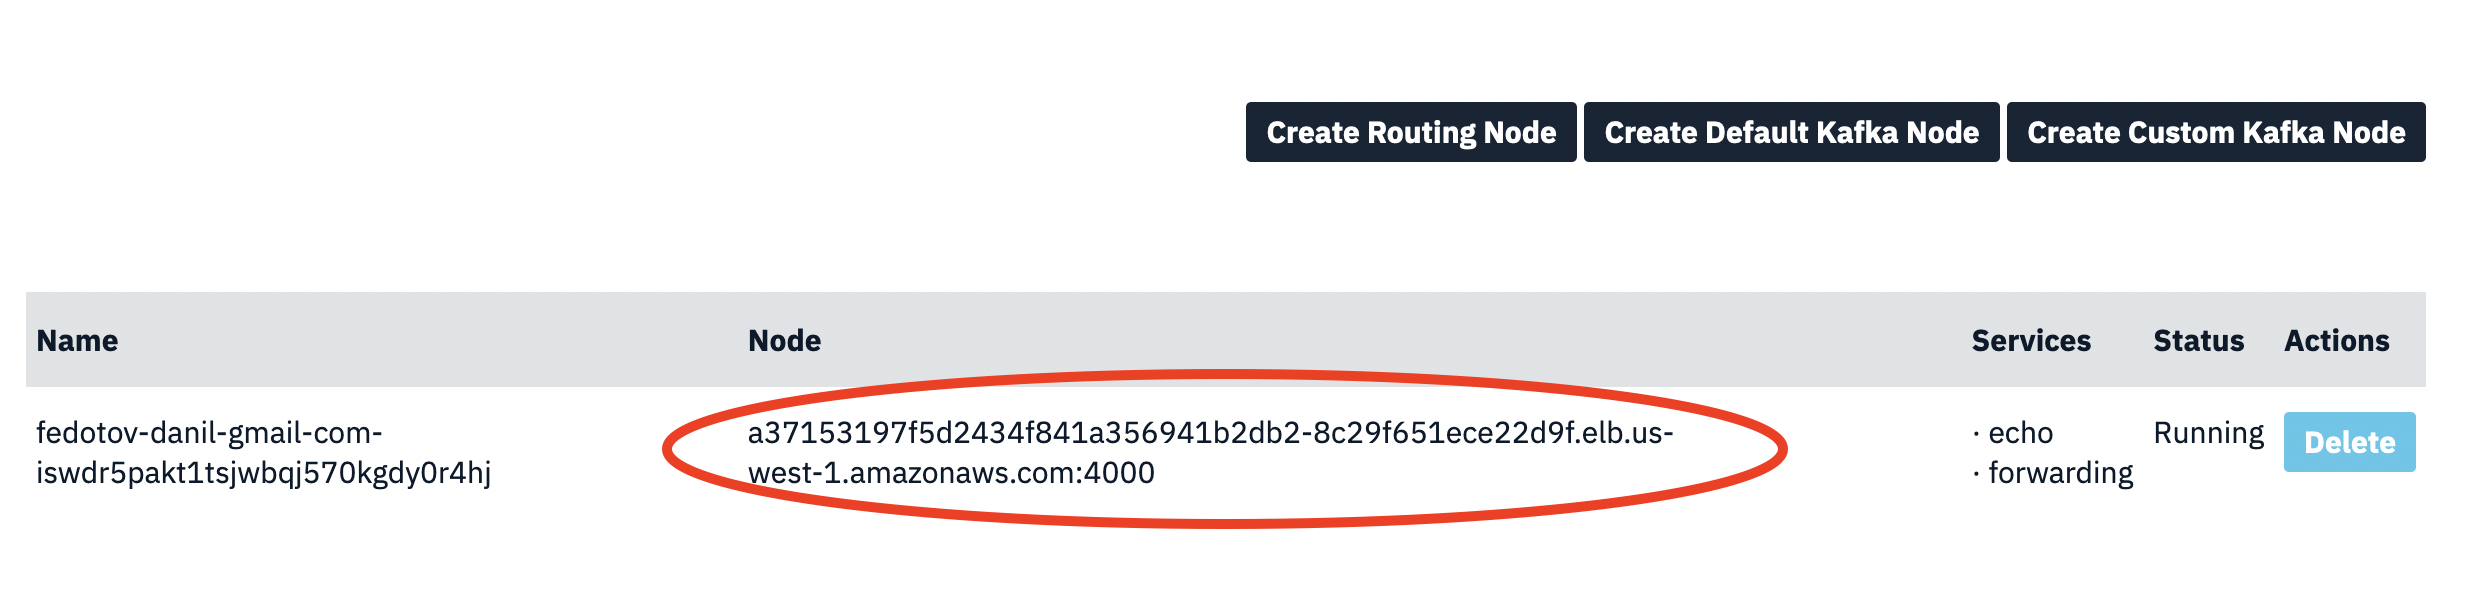 Create Routing Node Create Default Kafka Node Create Custom Kafka Node
Name Node Services Status Actions
fedotov-danil-gmail-com- a37153197f5d2434f841a356941b2db2-8c29f651ece22d9f.elb.us- · echo Running Delete
iswdr5pakt1tsjwbqj570kgdy0r4hj west-1.amazonaws.com:4000 · forwarding